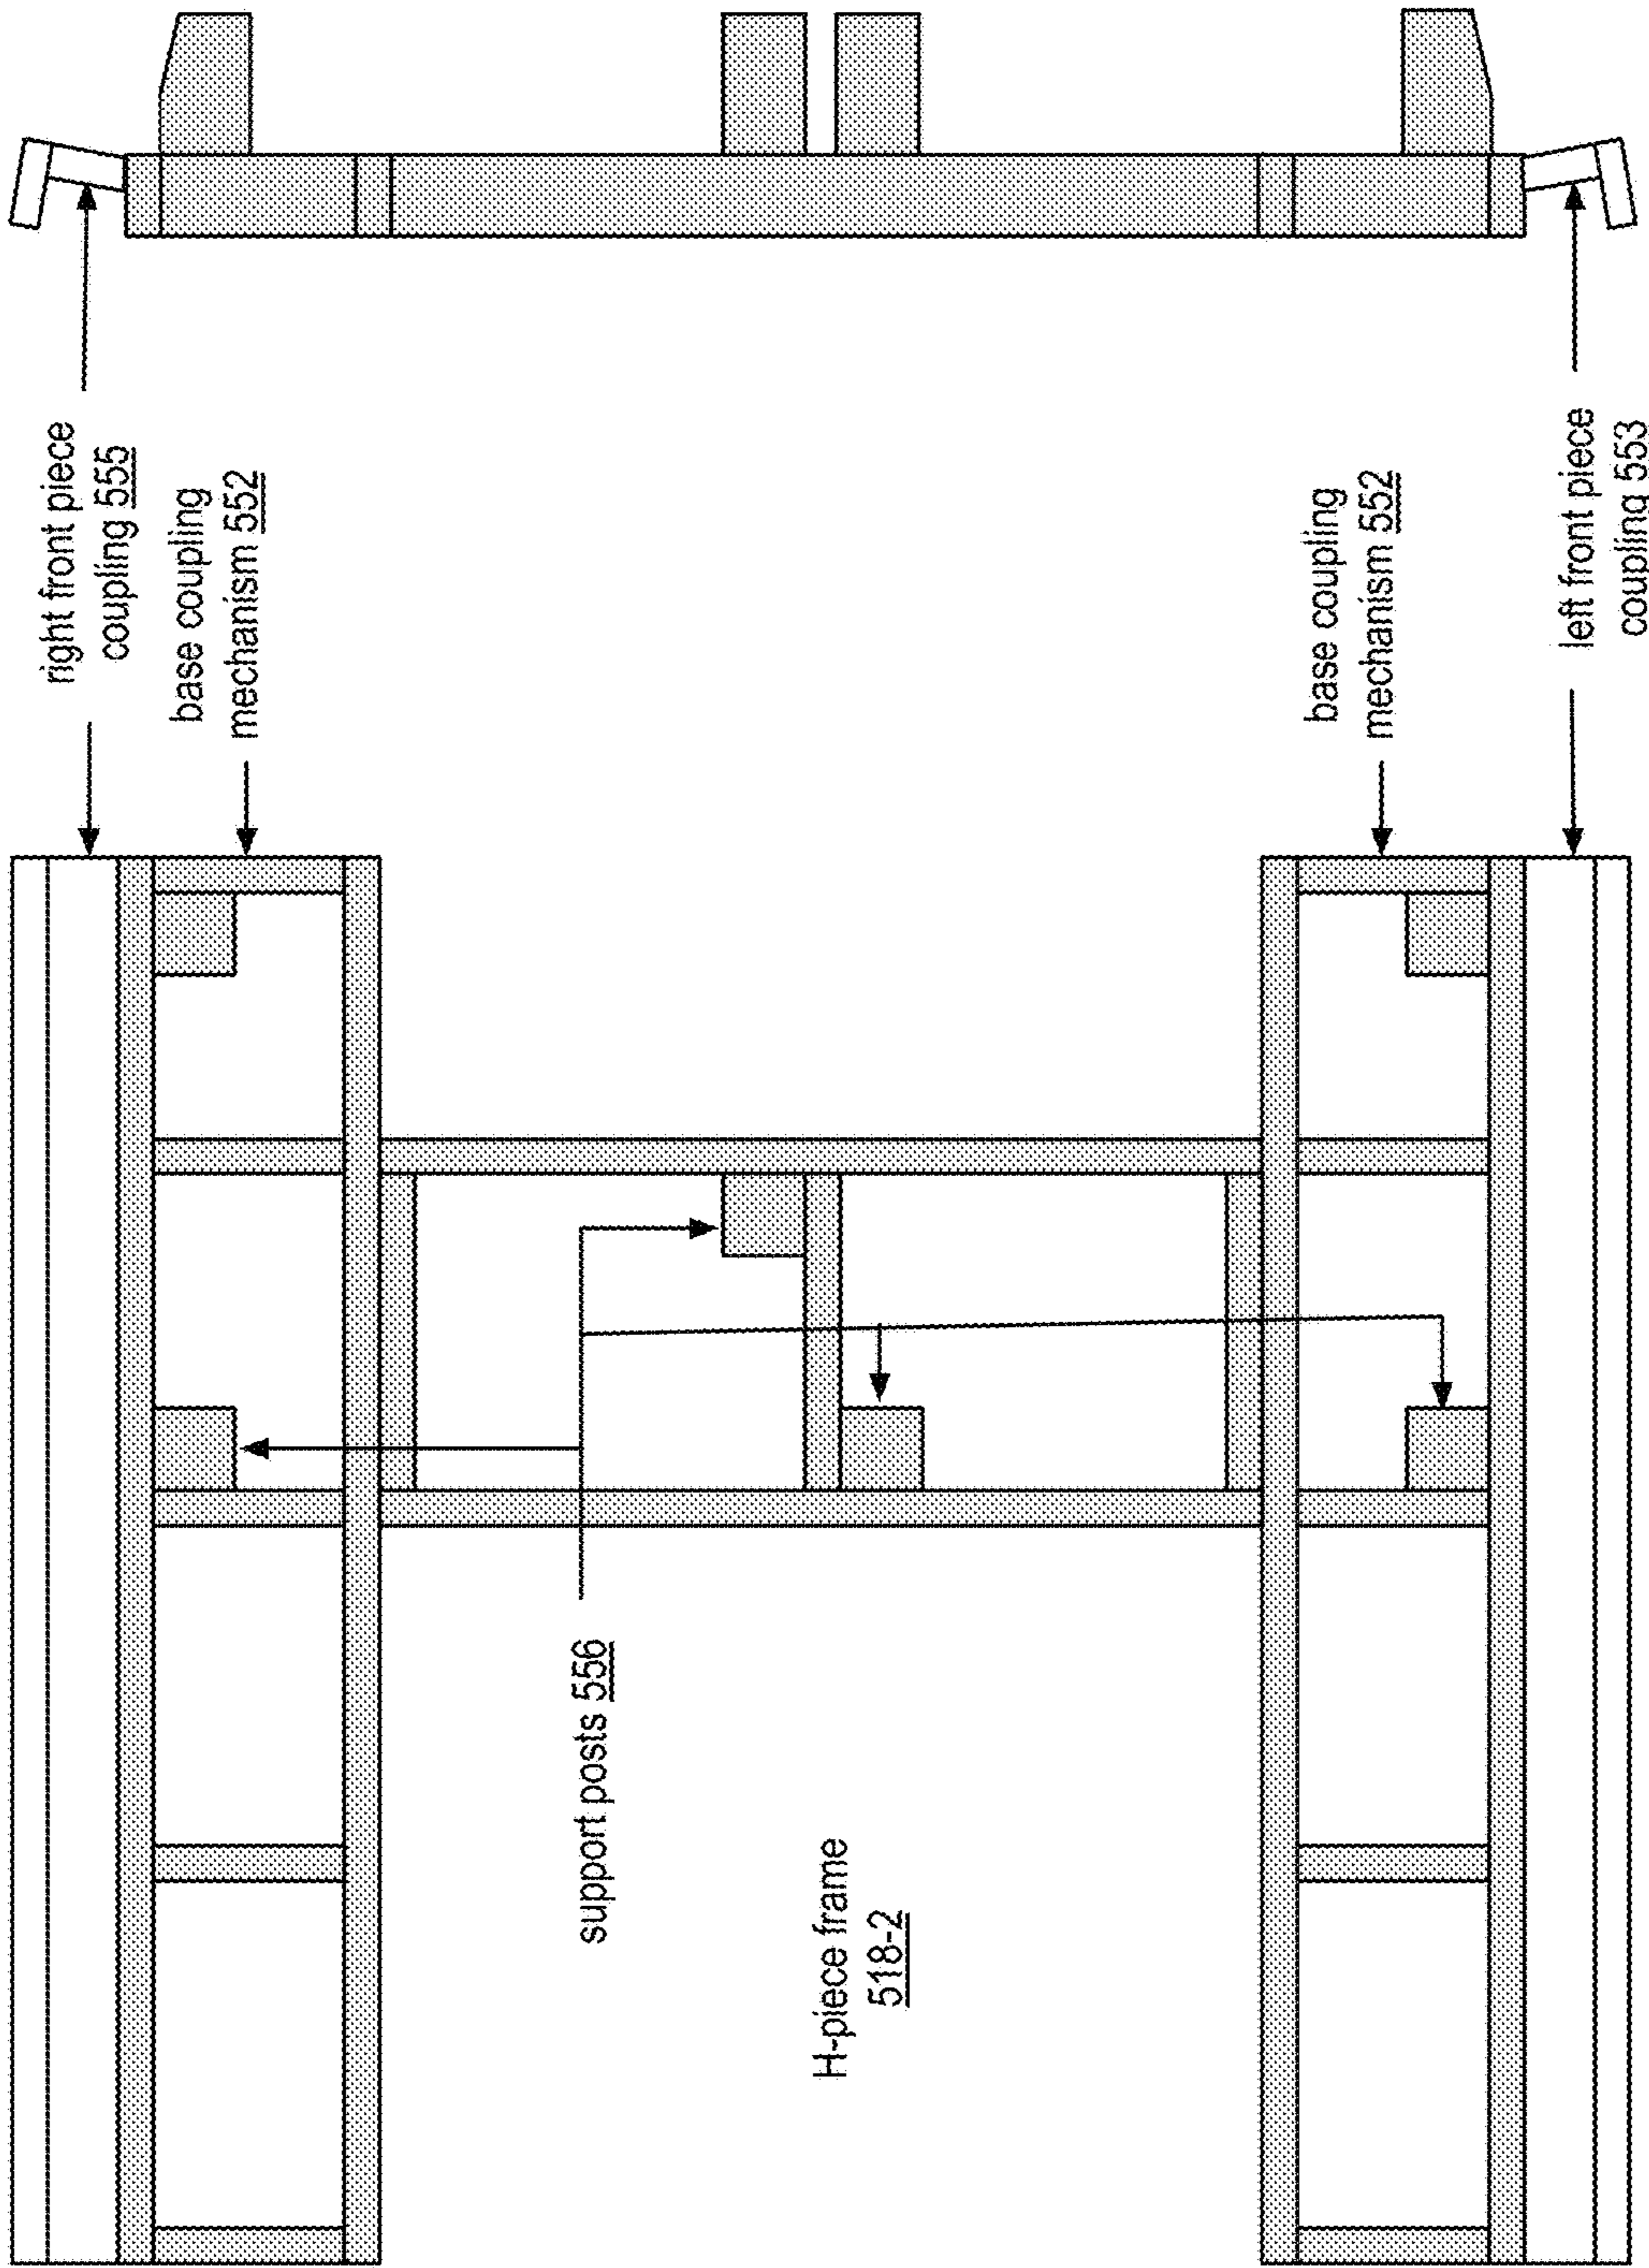 right front piece
coupling 555
base coupling
mechanism 552
base coupling
mechanism 552
left front piece
coupling 553
support posts 556
H-piece frame
518-2